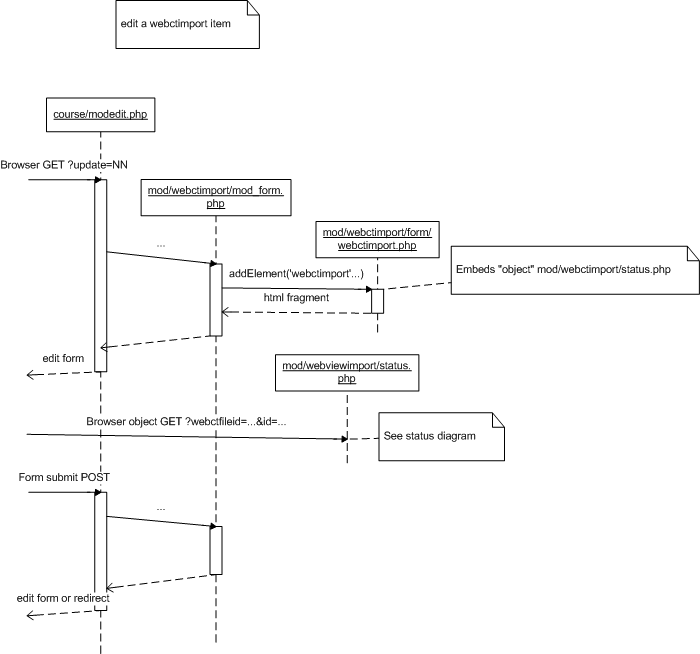 edit a webctimport item
course/modedit.php
Browser GET ?update=NN
mod/webctimport/mod_form.
php
mod/webctimport/form/
webctimport.php
...
addElement('webctimport'...)
Embeds "object" mod/webctimport/status.php
html fragment
edit form
mod/webviewimport/status.
php
Browser object GET ?webctfileid=...&id=...
See status diagram
Form submit POST
...
edit form or redirect